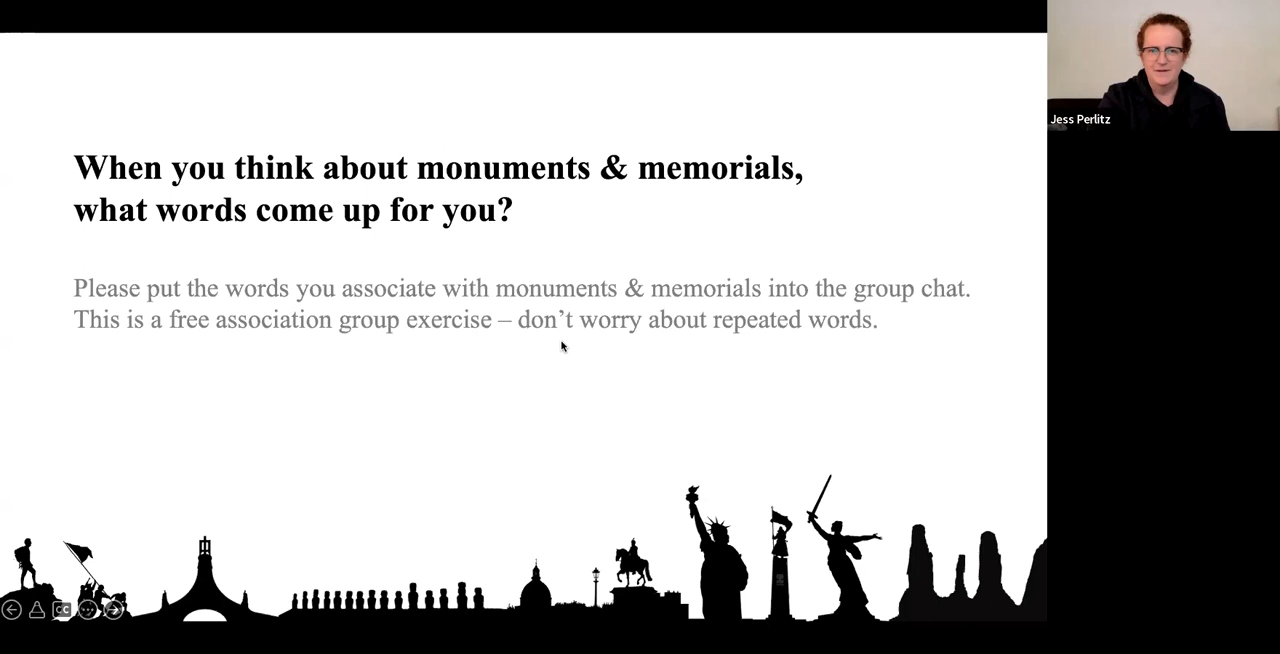 When you think about monuments & memorials,
what words come up for you?
Please put the words you associate with monuments & memorials into the group chat.
This is a free association group exercise – don’t worry about repeated words.
Jess Perlitz
CC